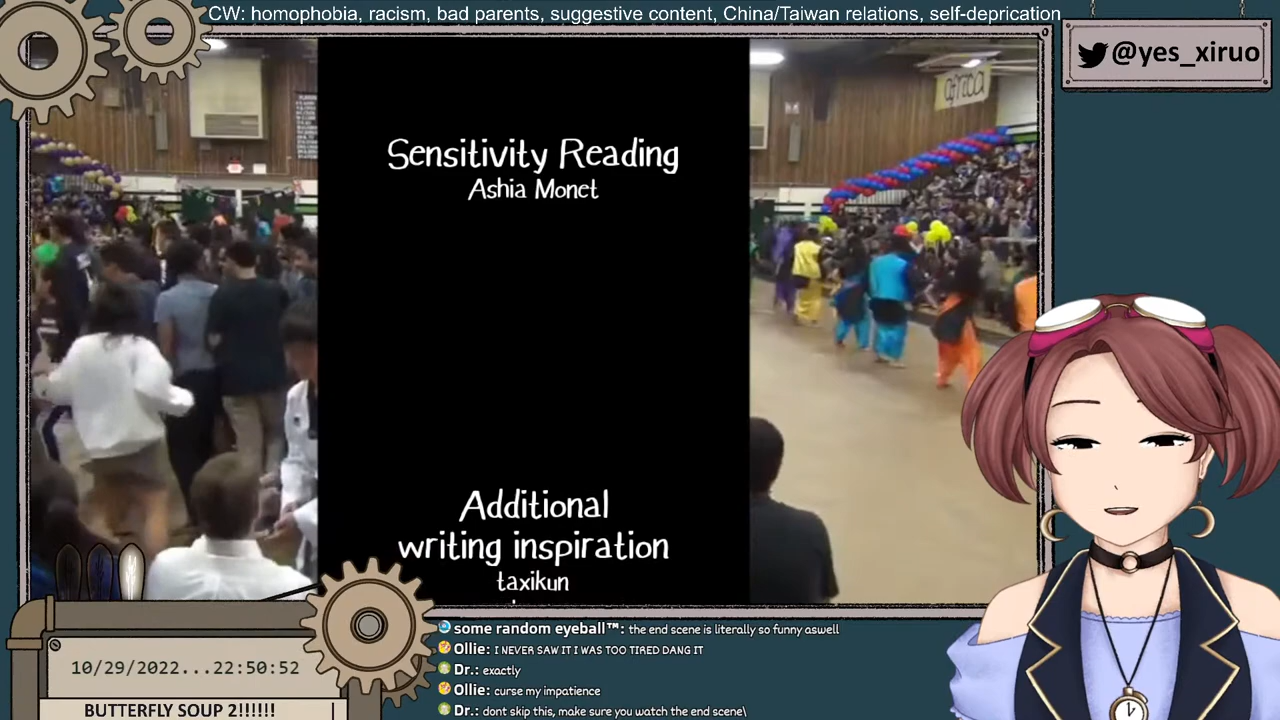 CW: homophobia, racism, bad parents, suggestive content, China/Taiwan relations, self-deprication
@yes_xiruo
africa
Sensitivity Reading
Ashia Monet
Additional
writing inspiration
taxikun
some random eyeball™: the end scene is literally so funny aswell
Ollie: I NEVER SAW IT I WAS TOO TIRED DANG IT
Dr.: exactly
Ollie: curse my impatience
Dr.: dont skip this, make sure you watch the end scene\
10/29/2022...22:50:52
BUTTERFLY SOUP 2!!!!!!